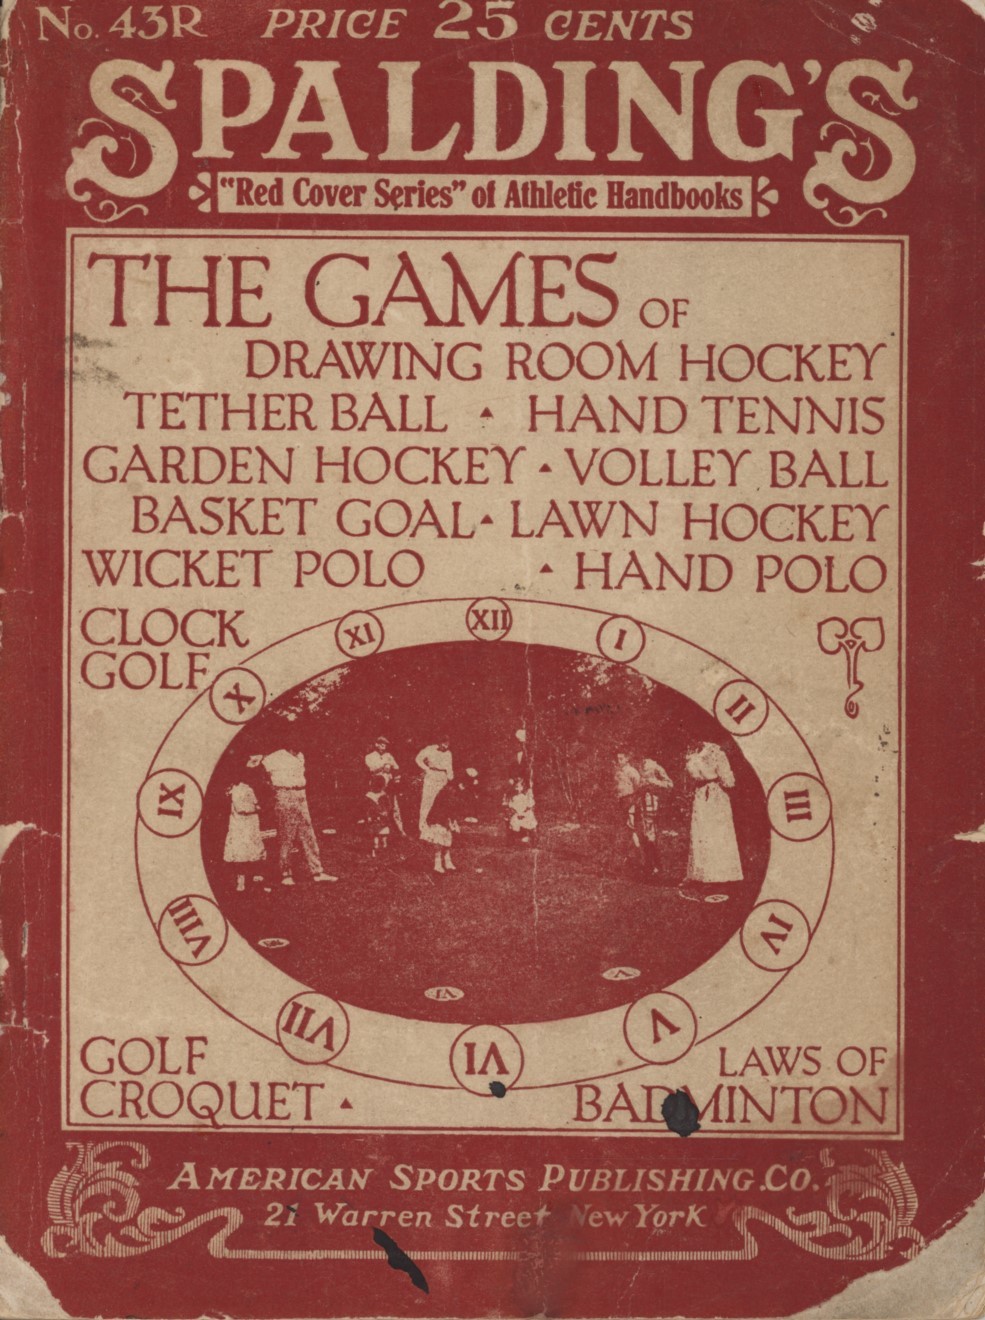 No. 43R PRICE 25 CENTS
SPALDING'S
"Red Cover Series" of Athletic Handbooks
THE GAMES OF
DRAWING ROOM HOCKEY
TETHER BALL ▴ HAND TENNIS
GARDEN HOCKEY ▴ VOLLEY BALL
BASKET GOAL ▴ LAWN HOCKEY
WICKET POLO ▴ HAND POLO
CLOCK
GOLF
XII
XI
I
X
II
IX
III
VIII
IV
VII
V
VI
V
VI
GOLF
CROQUET ▴
LAWS OF
BADMINTON
AMERICAN SPORTS PUBLISHING CO.
21 Warren Street New York